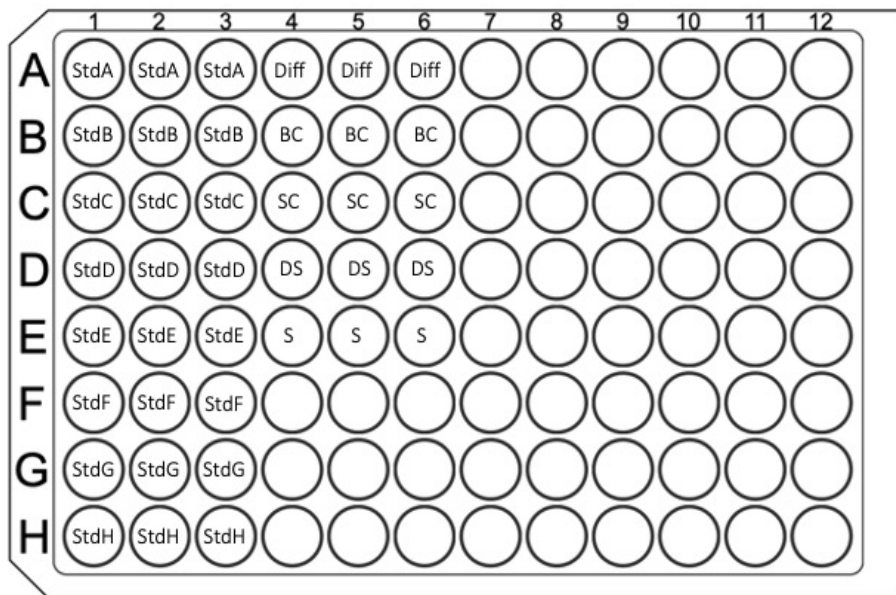 1 2 3 4 5 6 7 8 9 10 11 12
A StdA StdA StdA Diff Diff Diff
B StdB StdB StdB BC BC BC
C StdC StdC StdC SC SC SC
D StdD StdD StdD DS DS DS
E StdE StdE StdE S S S
F StdF StdF StdF
G StdG StdG StdG
H StdH StdH StdH